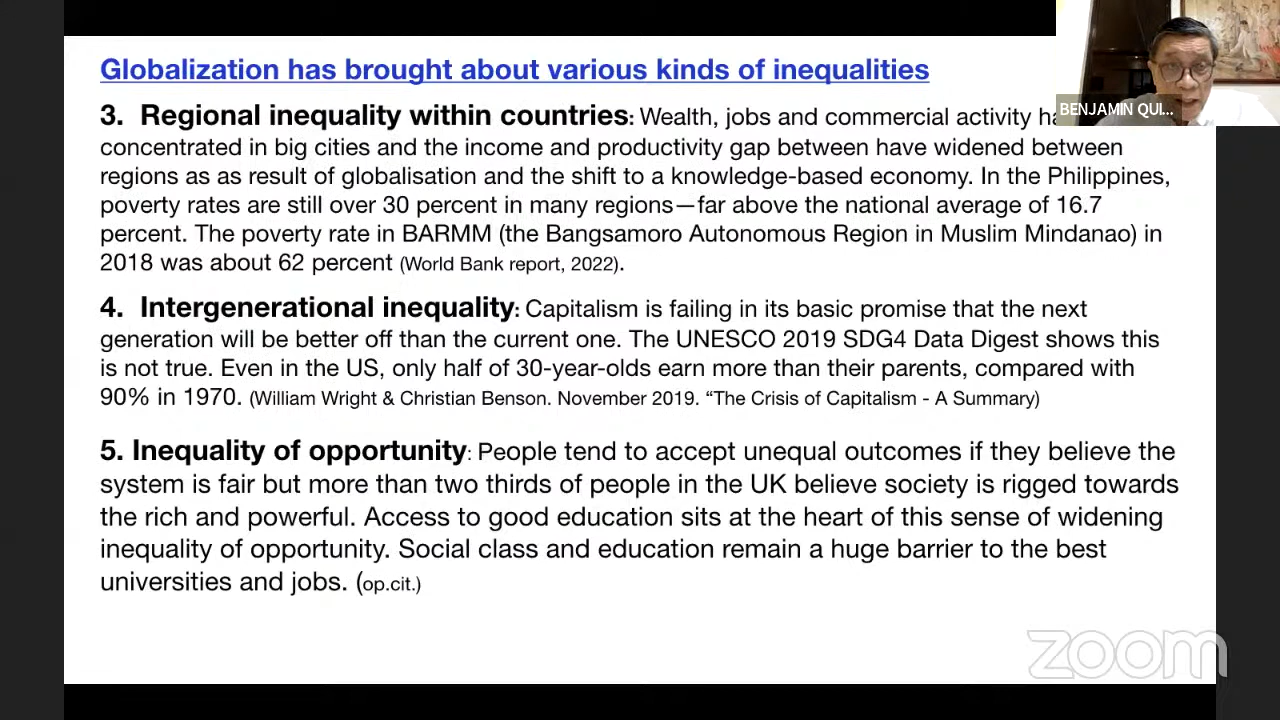 Globalization has brought about various kinds of inequalities
BENJAMIN QUI...
3. Regional inequality within countries: Wealth, jobs and commercial activity
concentrated in big cities and the income and productivity gap between have widened between
regions as as result of globalisation and the shift to a knowledge-based economy. In the Philippines,
poverty rates are still over 30 percent in many regions—far above the national average of 16.7
percent. The poverty rate in BARMM (the Bangsamoro Autonomous Region in Muslim Mindanao) in
2018 was about 62 percent (World Bank report, 2022).
4. Intergenerational inequality: Capitalism is failing in its basic promise that the next
generation will be better off than the current one. The UNESCO 2019 SDG4 Data Digest shows this
is not true. Even in the US, only half of 30-year-olds earn more than their parents, compared with
90% in 1970. (William Wright & Christian Benson. November 2019. “The Crisis of Capitalism - A Summary)
5. Inequality of opportunity: People tend to accept unequal outcomes if they believe the
system is fair but more than two thirds of people in the UK believe society is rigged towards
the rich and powerful. Access to good education sits at the heart of this sense of widening
inequality of opportunity. Social class and education remain a huge barrier to the best
universities and jobs. (op.cit.)
zoom